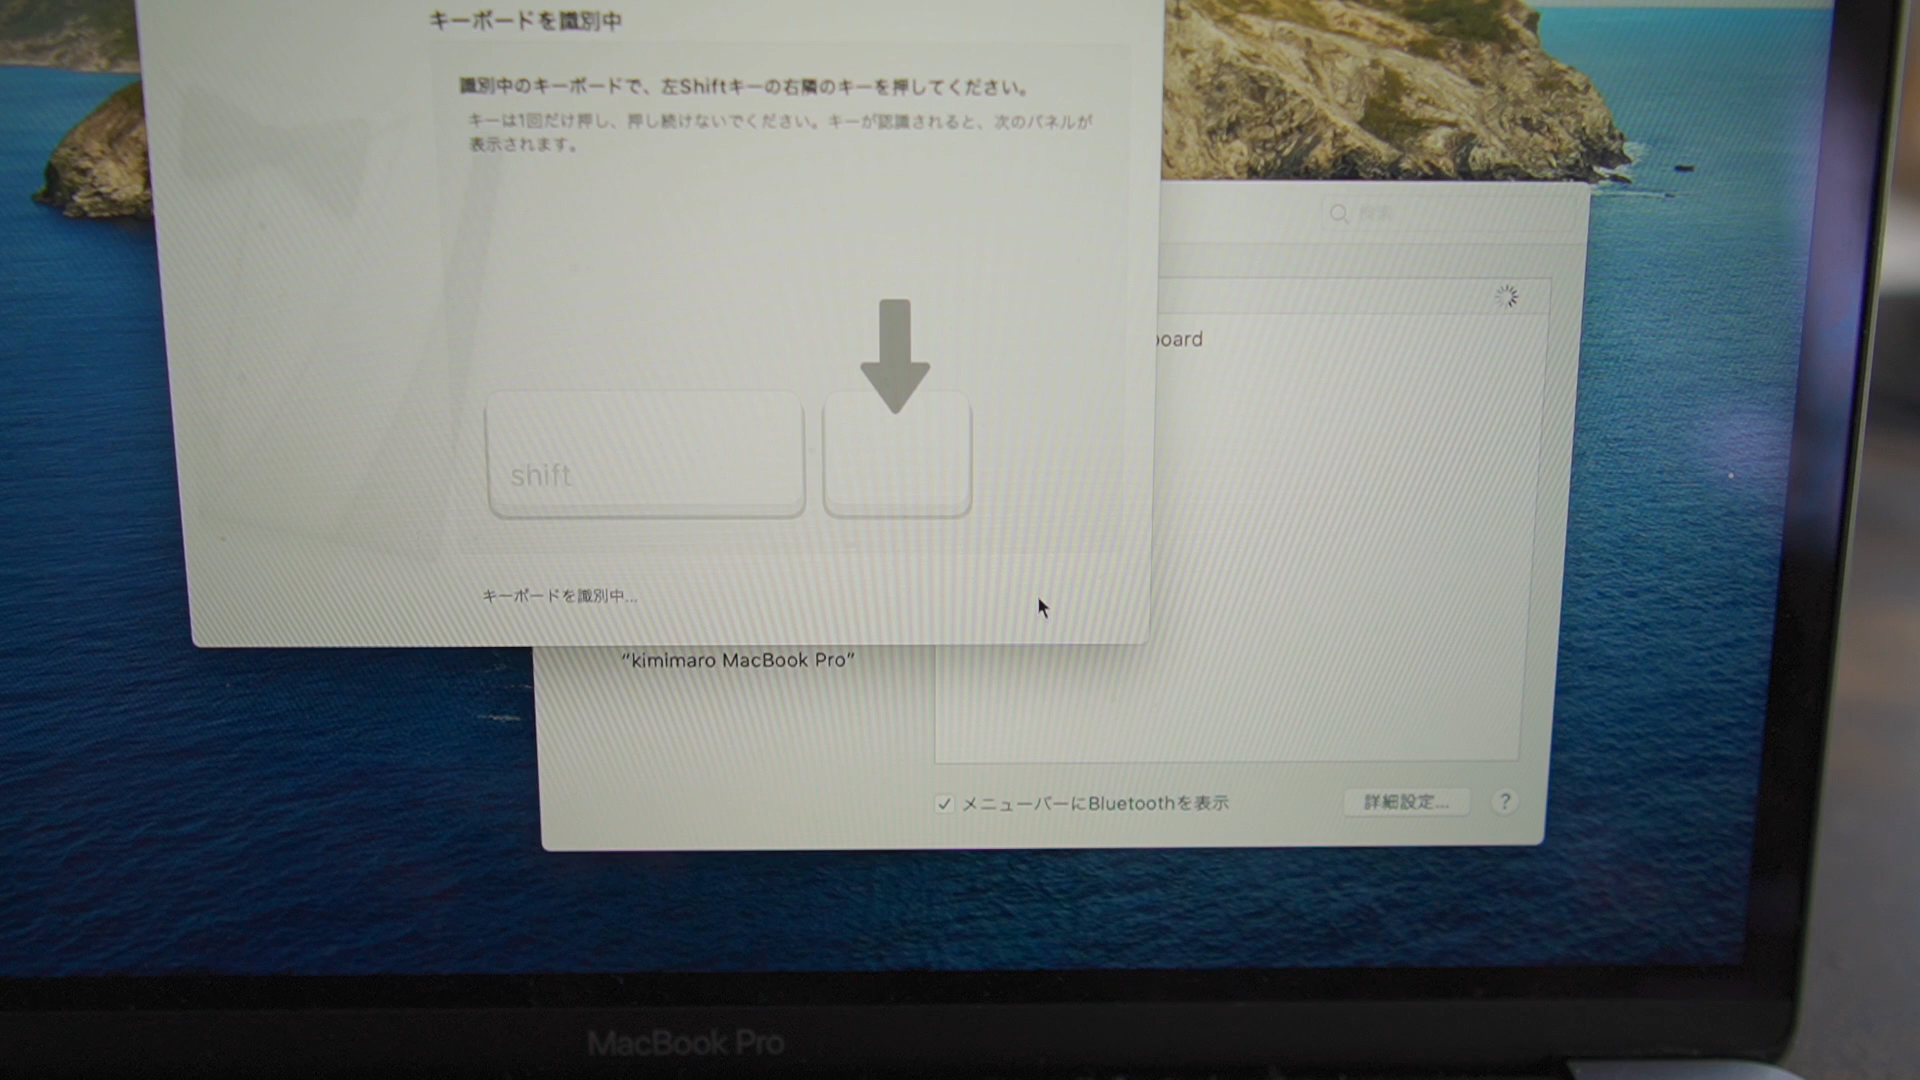 キーボードを識別中
識別中のキーボードで、左Shiftキーの右隣のキーを押してください。
キーは1回だけ押し、押し続けないでください。キーが認識されると、次のパネルが
表示されます。
検索
board
shift
キーボードを識別中...
“kimimaro MacBook Pro”
メニューバーにBluetoothを表示
詳細設定...
?
MacBook Pro